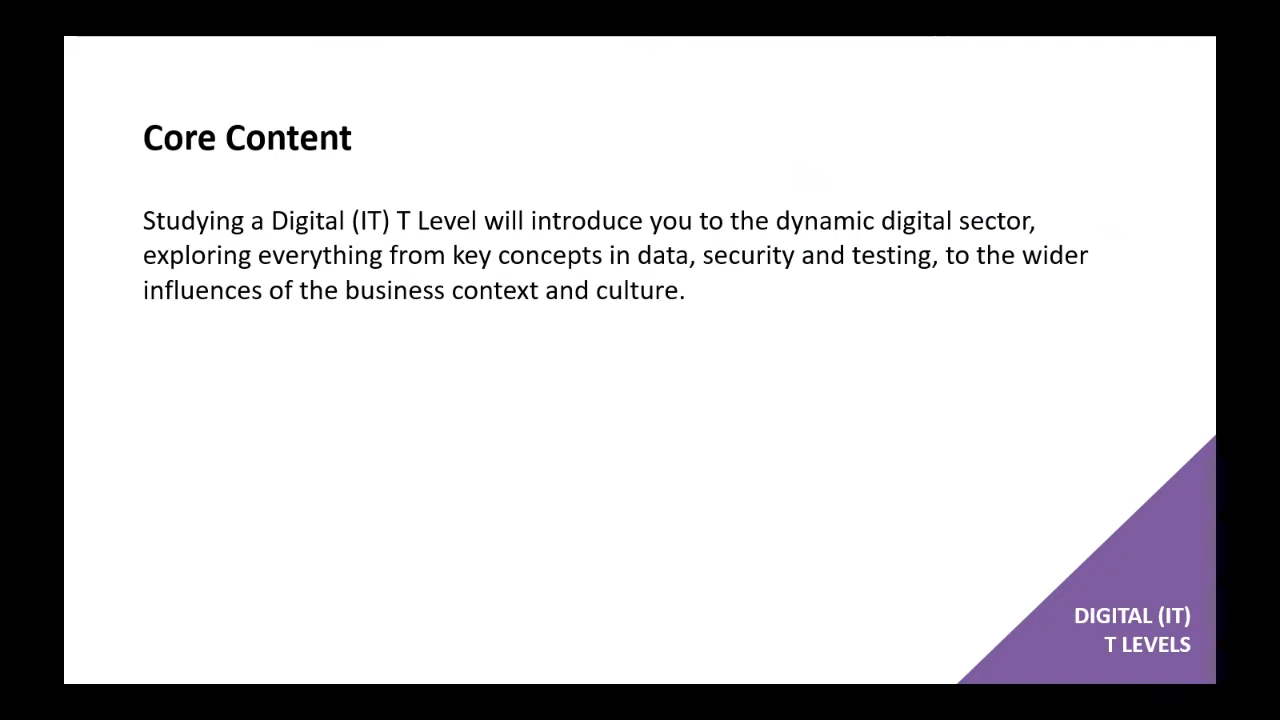 Core Content
Studying a Digital (IT) T Level will introduce you to the dynamic digital sector,
exploring everything from key concepts in data, security and testing, to the wider
influences of the business context and culture.
DIGITAL (IT)
T LEVELS